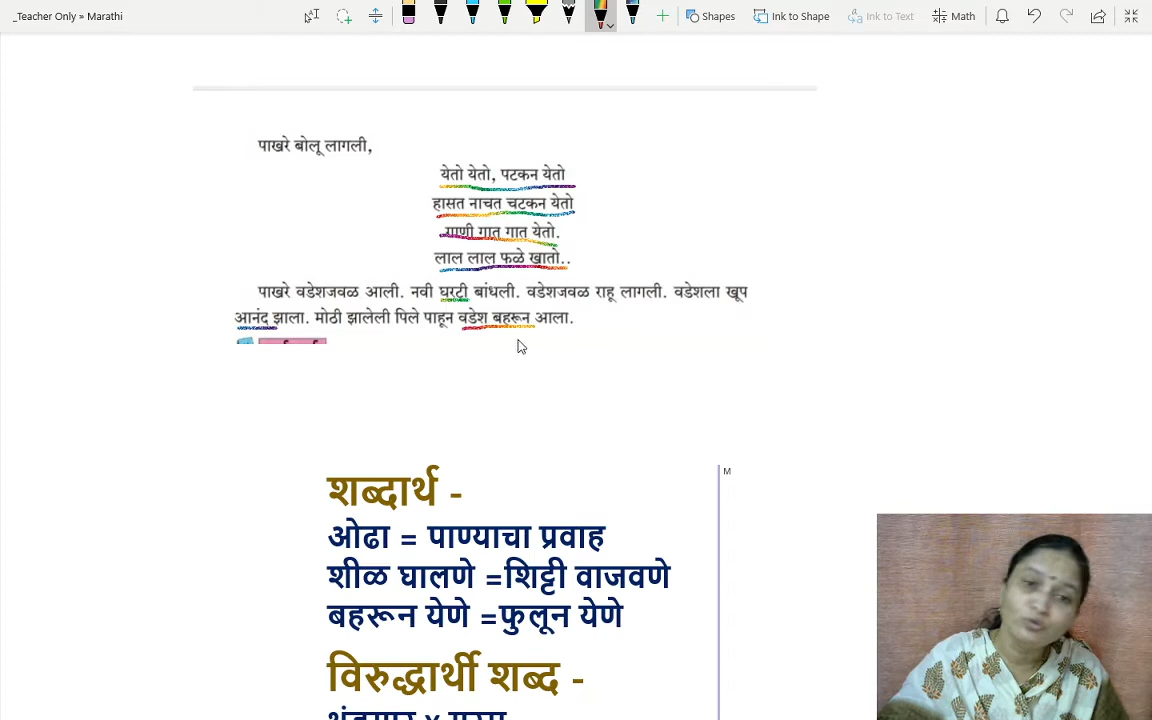 _Teacher Only » Marathi
Shapes Ink to Shape Ink to Text Math
पाखरे बोलू लागली,
येतो येतो, पटकन येतो
हासत नाचत चटकन येतो
गाणी गात गात येतो.
लाल लाल फळे खातो..
पाखरे वडेशजवळ आली. नवी घरटी बांधली. वडेशजवळ राहू लागली. वडेशला खूप
आनंद झाला. मोठी झालेली पिले पाहून वडेश बहरून आला.
शब्दार्थ -
ओढा = पाण्याचा प्रवाह
शीळ घालणे =शिट्टी वाजवणे
बहरून येणे =फुलून येणे
M
विरुद्धार्थी शब्द -